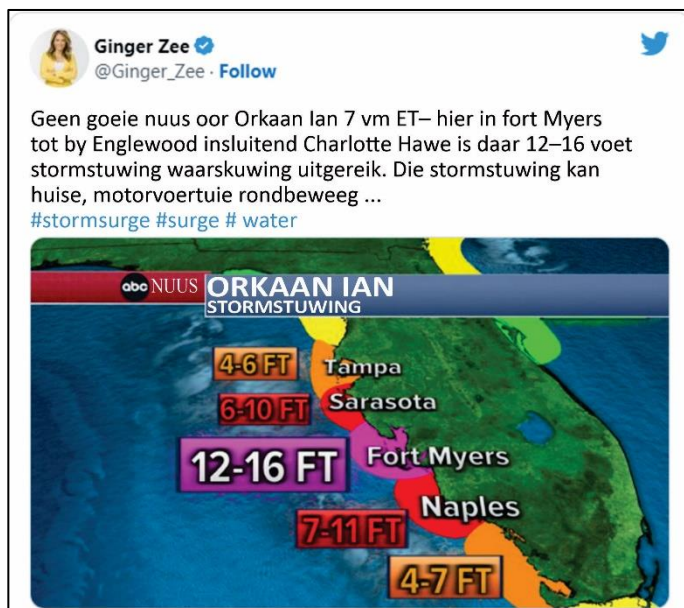 Ginger Zee
@Ginger_Zee · Follow
Geen goeie nuus oor Orkaan Ian 7 vm ET– hier in fort Myers
tot by Englewood insluitend Charlotte Hawe is daar 12–16 voet
stormstuwing waarskuwing uitgereik. Die stormstuwing kan
huise, motorvoertuie rondbeweeg ...
#stormsurge #surge # water
abc NUUS
ORKAAN IAN
STORMSTUWING
4-6 FT
Tampa
6-10 FT
Sarasota
12-16 FT
Fort Myers
Naples
7-11 FT
4-7 FT